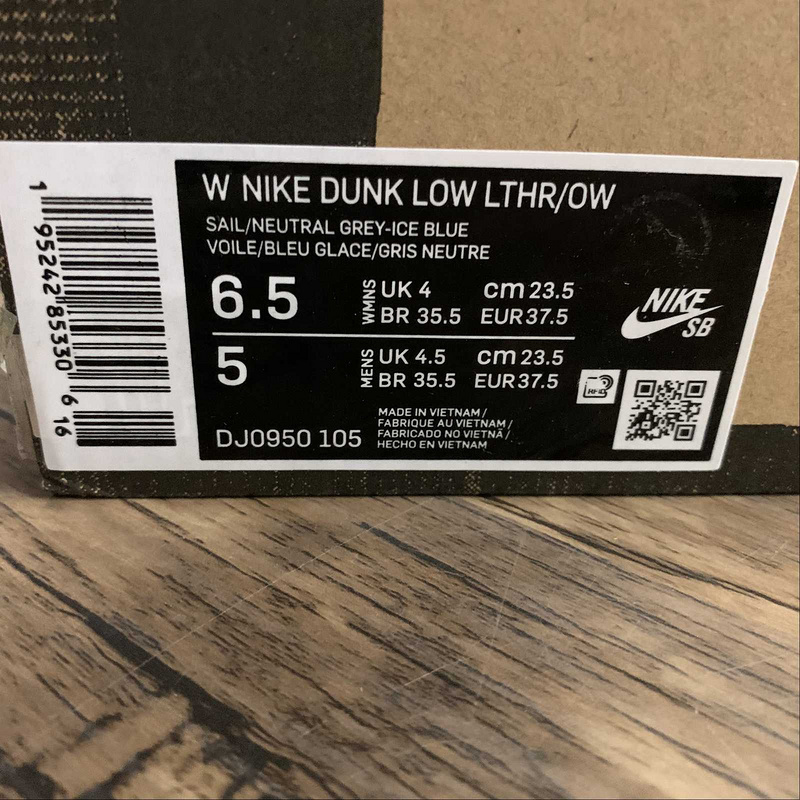 W NIKE DUNK LOW LTHR/OW
SAIL/NEUTRAL GREY-ICE BLUE
VOILE/BLEU GLACE/GRIS NEUTRE
6.5
WMNS
UK 4 cm 23.5
BR 35.5 EUR 37.5
5
MENS
UK 4.5 cm 23.5
BR 35.5 EUR 37.5
DJ0950 105
MADE IN VIETNAM /
FABRIQUE AU VIETNAM /
FABRICADO NO VIETNÃ /
HECHO EN VIETNAM
NIKE
SB
RFID
1 95242 85330 6 16